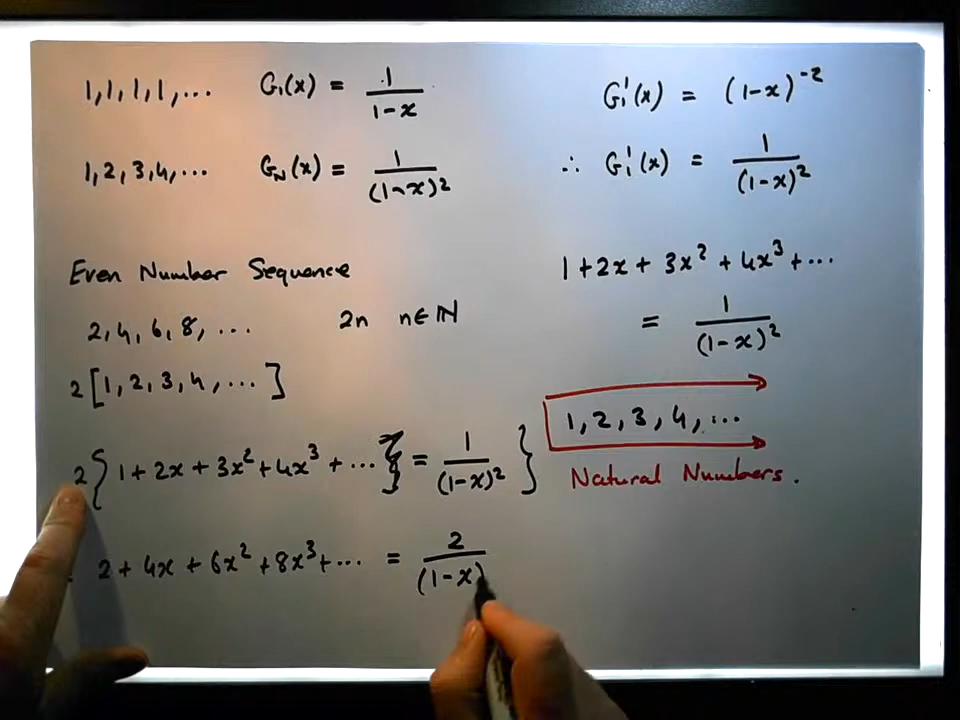 1,1,1,1,... G₁(x) = 1/(1-x)
1,2,3,4,... G_N(x) = 1/(1-x)²
Even Number Sequence
2,4,6,8,... 2n n∈ℕ
2[1,2,3,4,...]
2{1+2x+3x²+4x³+...} = 1/(1-x)²}
2+4x+6x²+8x³+... = 2/(1-x)
G₁'(x) = (1-x)⁻²
∴ G₁'(x) = 1/(1-x)²
1+2x+3x²+4x³+...
= 1/(1-x)²
1,2,3,4,...
Natural Numbers.